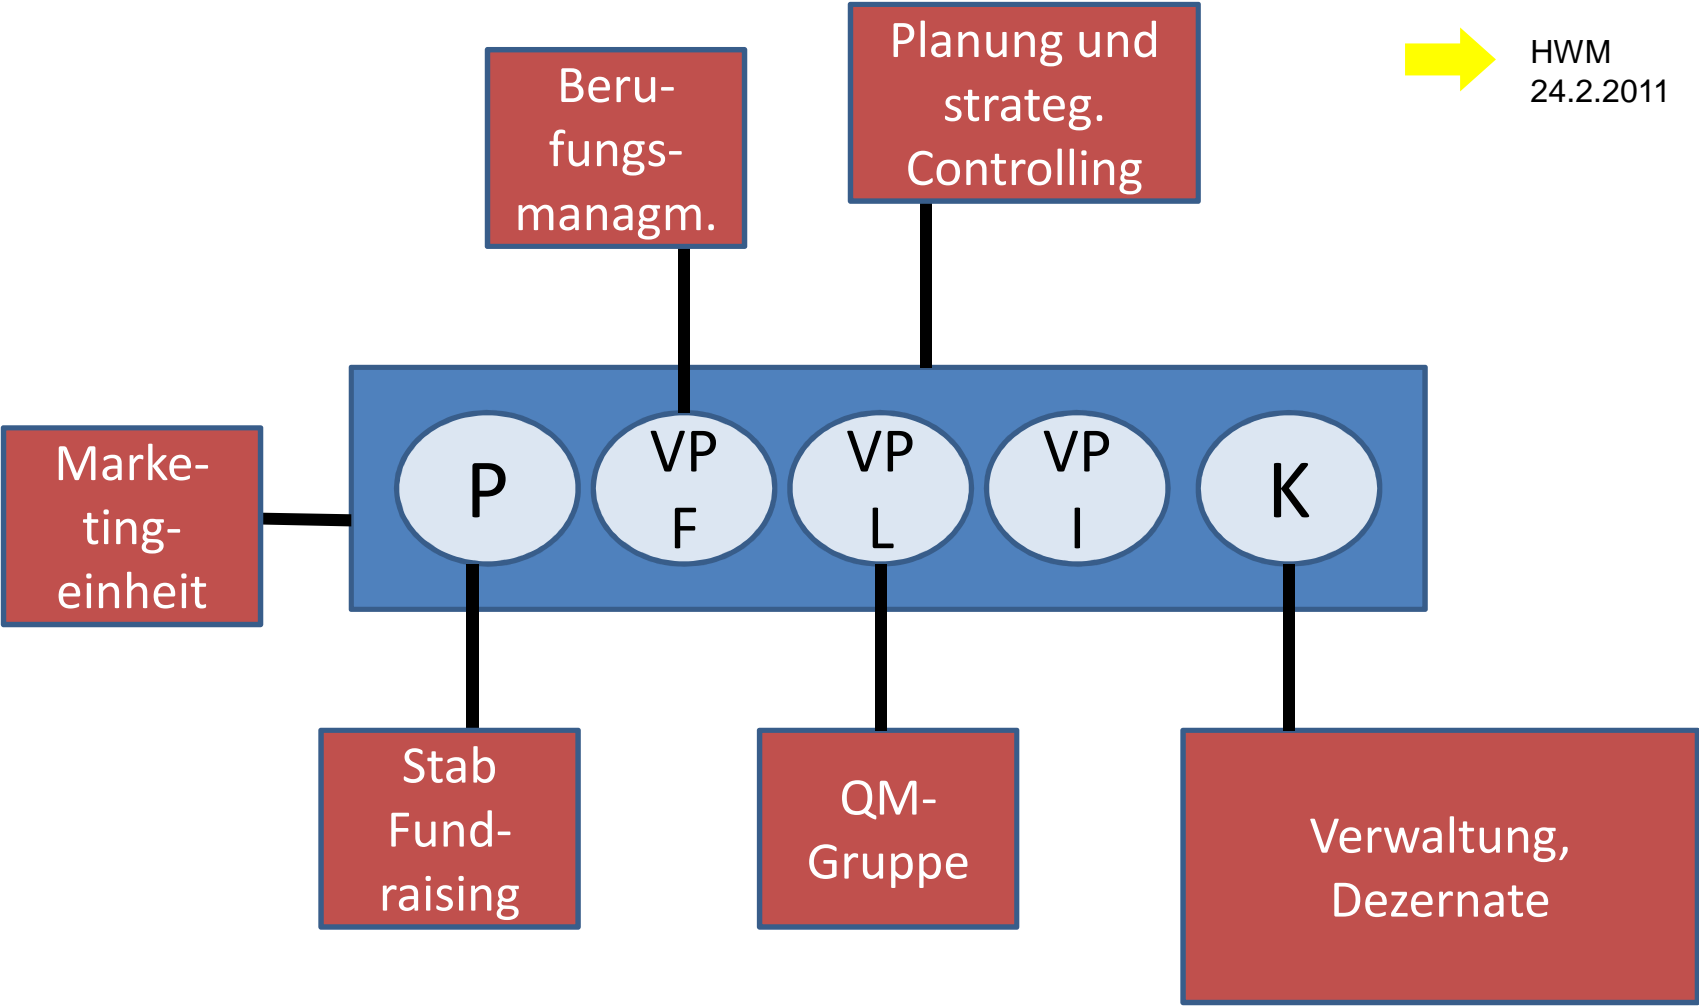 Planung und
strateg.
Controlling
HWM
24.2.2011
Beru-
fungs-
managm.
Marke-
ting-
einheit
P
VP
F
VP
L
VP
I
K
Stab
Fund-
raising
QM-
Gruppe
Verwaltung,
Dezernate